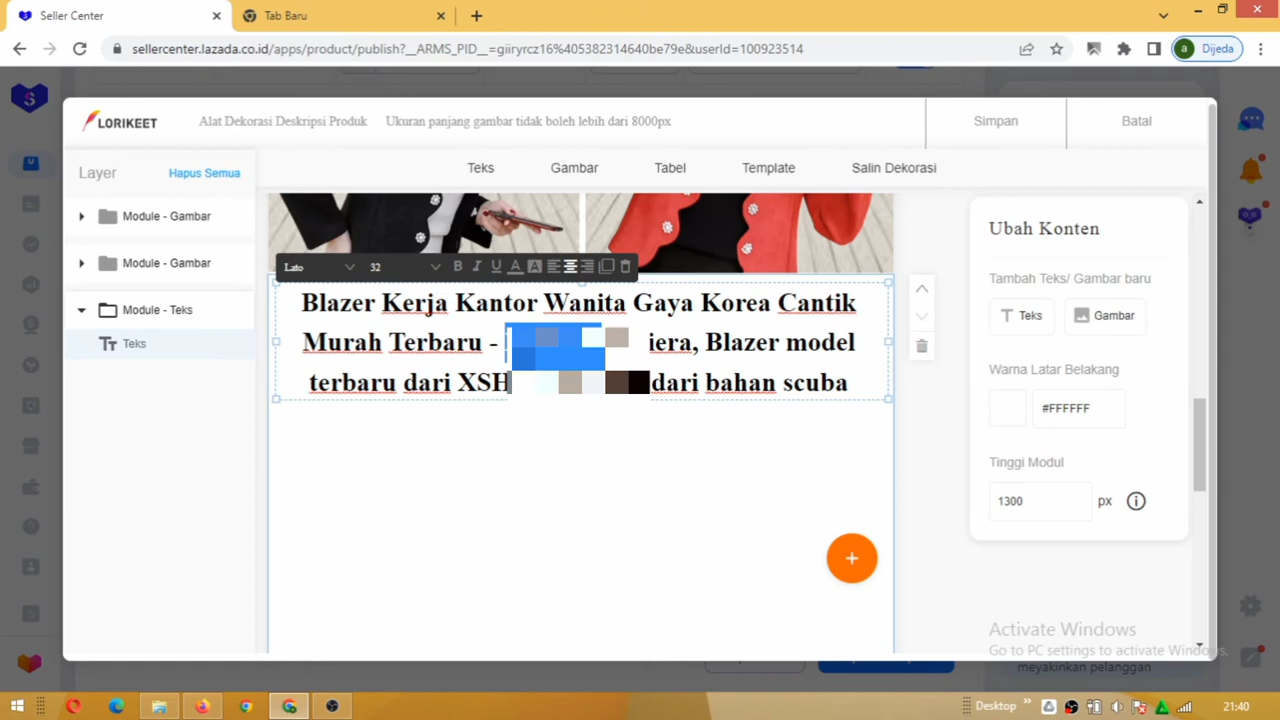 Seller Center
Tab Baru
sellercenter.lazada.co.id/apps/product/publish?__ARMS_PID__=giiryrcz16%405382314640be79e&userId=100923514
a Dijeda
LORIKEET
Alat Dekorasi Deskripsi Produk
Ukuran panjang gambar tidak boleh lebih dari 8000px
Simpan
Batal
Layer
Hapus Semua
Teks
Gambar
Tabel
Template
Salin Dekorasi
Module - Gambar
Module - Gambar
Module - Teks
Teks
Lato
32
B I U A A
Blazer Kerja Kantor Wanita Gaya Korea Cantik
Murah Terbaru - iera, Blazer model
terbaru dari XSH dari bahan scuba
Ubah Konten
Tambah Teks/ Gambar baru
Teks
Gambar
Warna Latar Belakang
#FFFFFF
Tinggi Modul
1300
px
Activate Windows
Go to PC settings to activate Windows.
meyakinkan pelanggan
Desktop
21:40